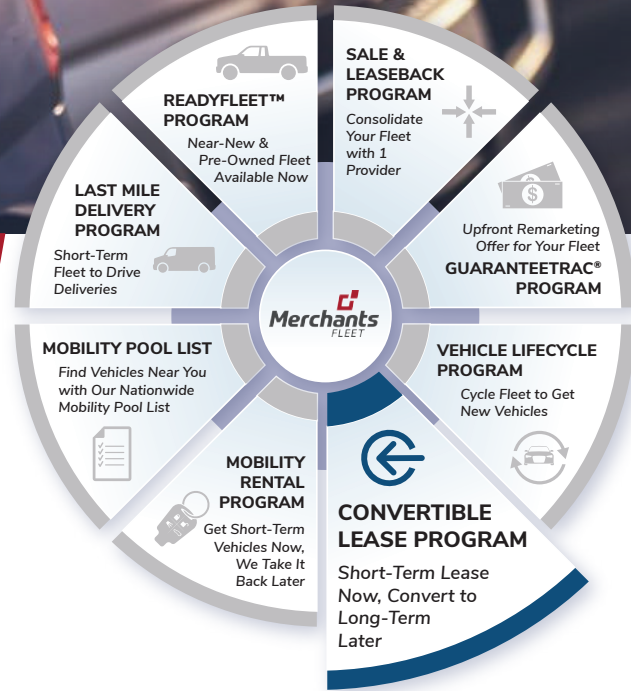 READYFLEET™
PROGRAM
Near-New &
Pre-Owned Fleet
Available Now
SALE &
LEASEBACK
PROGRAM
Consolidate
Your Fleet
with 1
Provider
$
Upfront Remarketing
Offer for Your Fleet
GUARANTEETRAC®
PROGRAM
VEHICLE LIFECYCLE
PROGRAM
Cycle Fleet to Get
New Vehicles
CONVERTIBLE
LEASE PROGRAM
Short-Term Lease
Now, Convert to
Long-Term
Later
MOBILITY
RENTAL
PROGRAM
Get Short-Term
Vehicles Now,
We Take It
Back Later
MOBILITY POOL LIST
Find Vehicles Near You
with Our Nationwide
Mobility Pool List
LAST MILE
DELIVERY
PROGRAM
Short-Term
Fleet to Drive
Deliveries
Merchants
FLEET